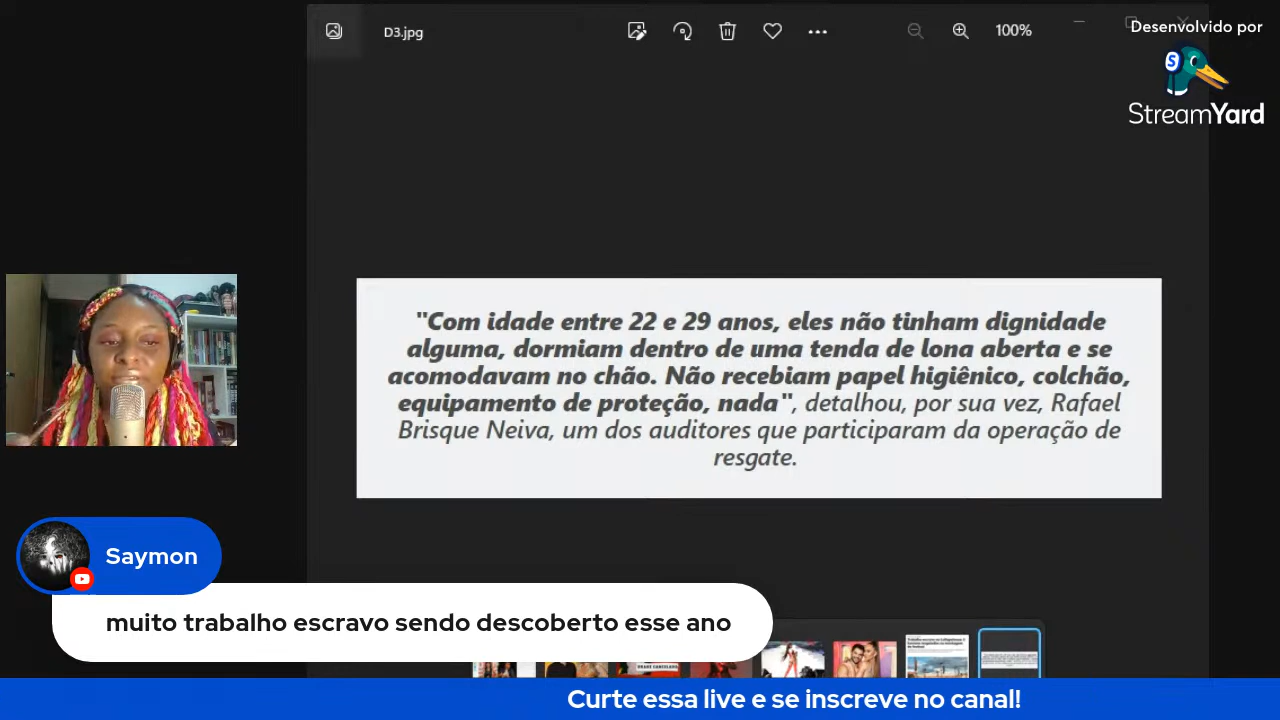 D3.jpg
100%
Desenvolvido por
StreamYard
"Com idade entre 22 e 29 anos, eles não tinham dignidade
alguma, dormiam dentro de uma tenda de lona aberta e se
acomodavam no chão. Não recebiam papel higiênico, colchão,
equipamento de proteção, nada", detalhou, por sua vez, Rafael
Brisque Neiva, um dos auditores que participaram da operação de
resgate.
Saymon
muito trabalho escravo sendo descoberto esse ano
Curte essa live e se inscreve no canal!